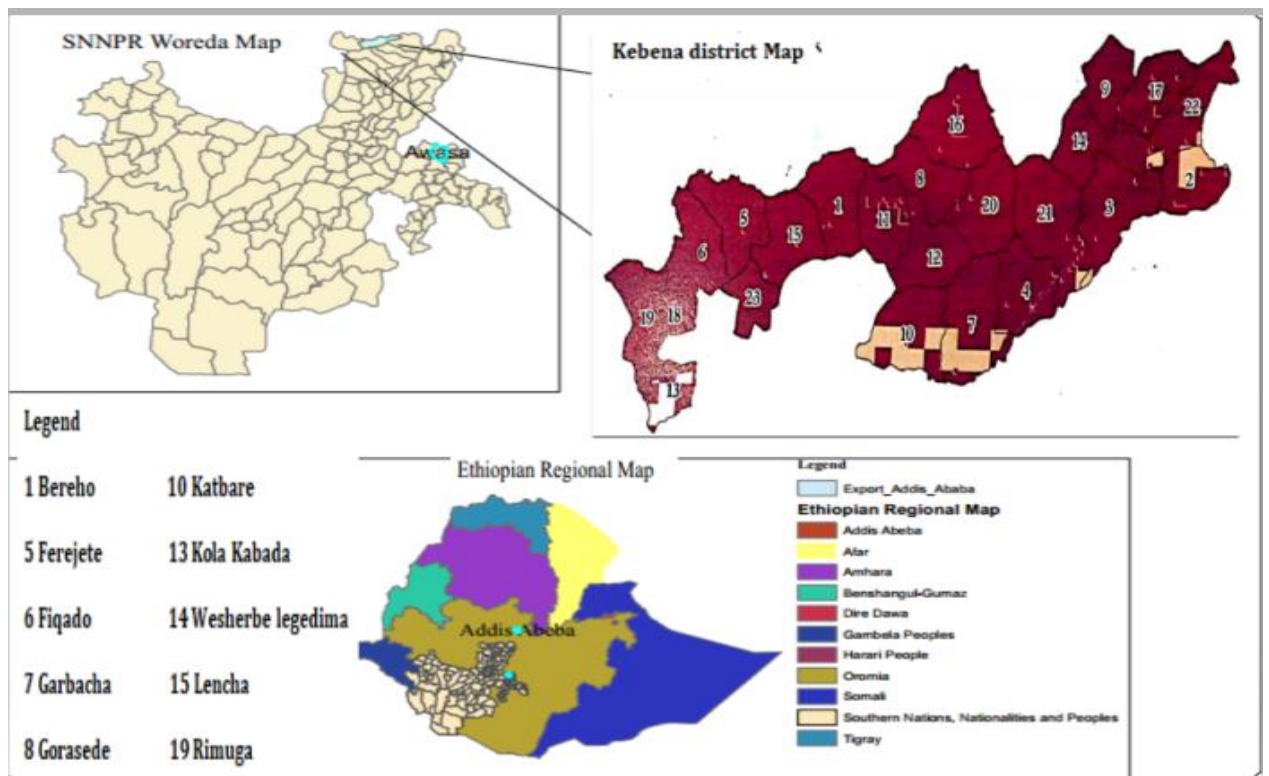 SNNPR Woreda Map
Awasa
Kebena district Map
9
17
22
16
14
2
8
5
1
11
20
21
3
15
6
12
23
4
19
18
10
7
13
Legend
1 Bereho
10 Katbare
5 Ferejete
13 Kola Kabada
6 Fiqado
14 Wesherbe legedima
7 Garbacha
15 Lencha
8 Gorasede
19 Rimuga
Ethiopian Regional Map
Addis Abeba
Legend
Export_Addis_Ababa
Ethiopian Regional Map
Addis Abeba
Afar
Amhara
Benshangul-Gumaz
Dire Dawa
Gambela Peoples
Harari People
Oromia
Somali
Southern Nations, Nationalities and Peoples
Tigray